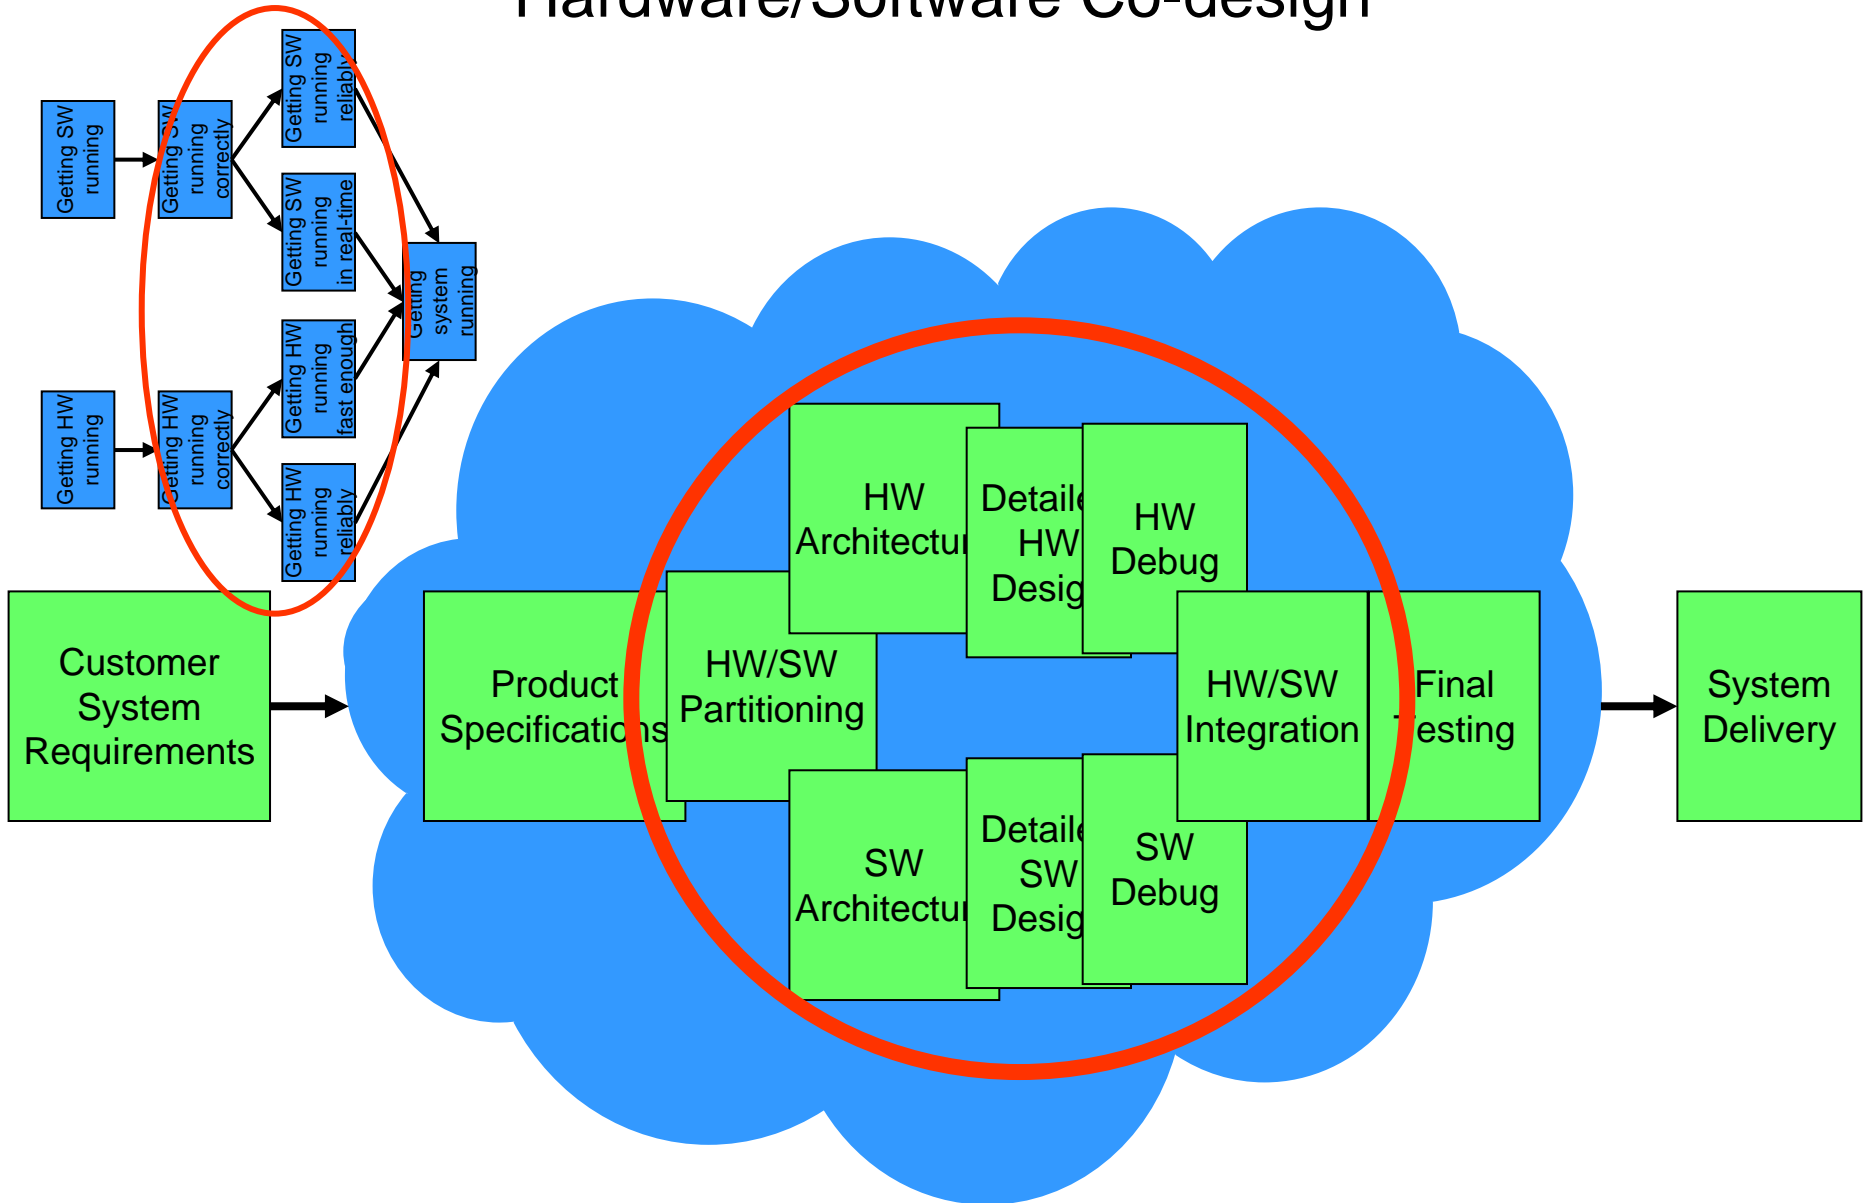 Hardware/Software Co-design
Getting SW
running
Getting SW
running
correctly
Getting SW
running
reliably
Getting SW
running
in real-time
Getting
system
running
Getting HW
running
Getting HW
running
correctly
Getting HW
running
fast enough
Getting HW
running
reliably
Customer
System
Requirements
Product
Specifications
HW/SW
Partitioning
HW
Architectur
Detaile
HW
Desig
HW
Debug
SW
Architectur
Detaile
SW
Desig
SW
Debug
HW/SW
Integration
Final
Testing
System
Delivery